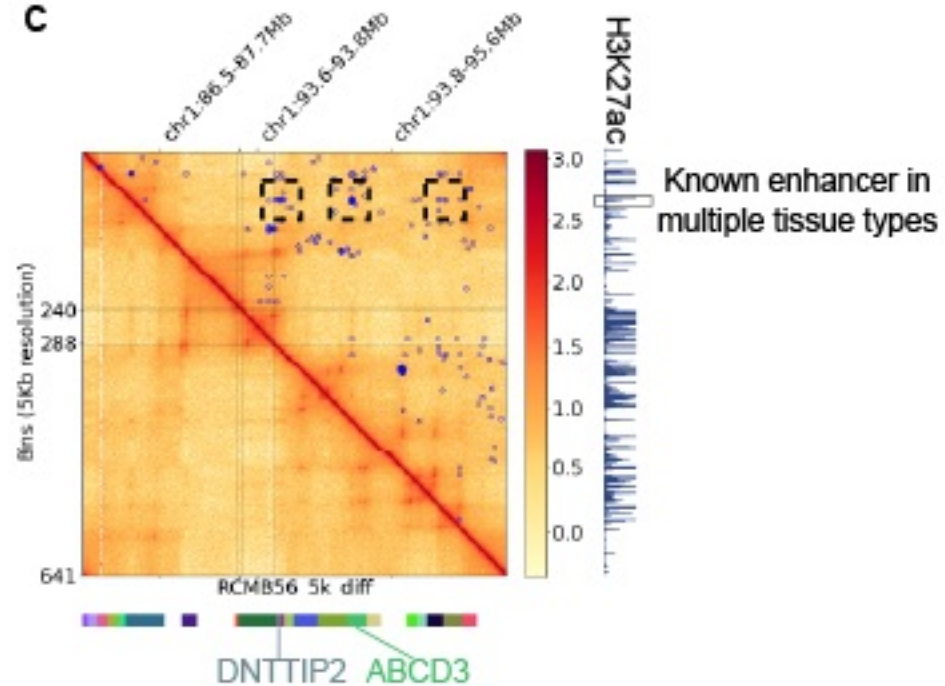 C
chr1:86.5-87.7Mb
chr1:93.6-93.8Mb
chr1:93.8-95.6Mb
H3K27ac
3.0
2.5
2.0
1.5
1.0
0.5
0.0
Known enhancer in
multiple tissue types
Bins (5Kb resolution)
240
288
641
RCMB56 5k diff
DNTTIP2 ABCD3